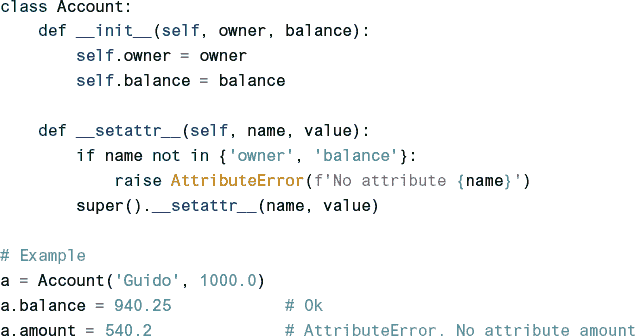 class Account:
    def __init__(self, owner, balance):
        self.owner = owner
        self.balance = balance

    def __setattr__(self, name, value):
        if name not in {'owner', 'balance'}:
            raise AttributeError(f'No attribute {name}')
        super().__setattr__(name, value)

# Example
a = Account('Guido', 1000.0)
a.balance = 940.25            # Ok
a.amount = 540.2              # AttributeError. No attribute amount